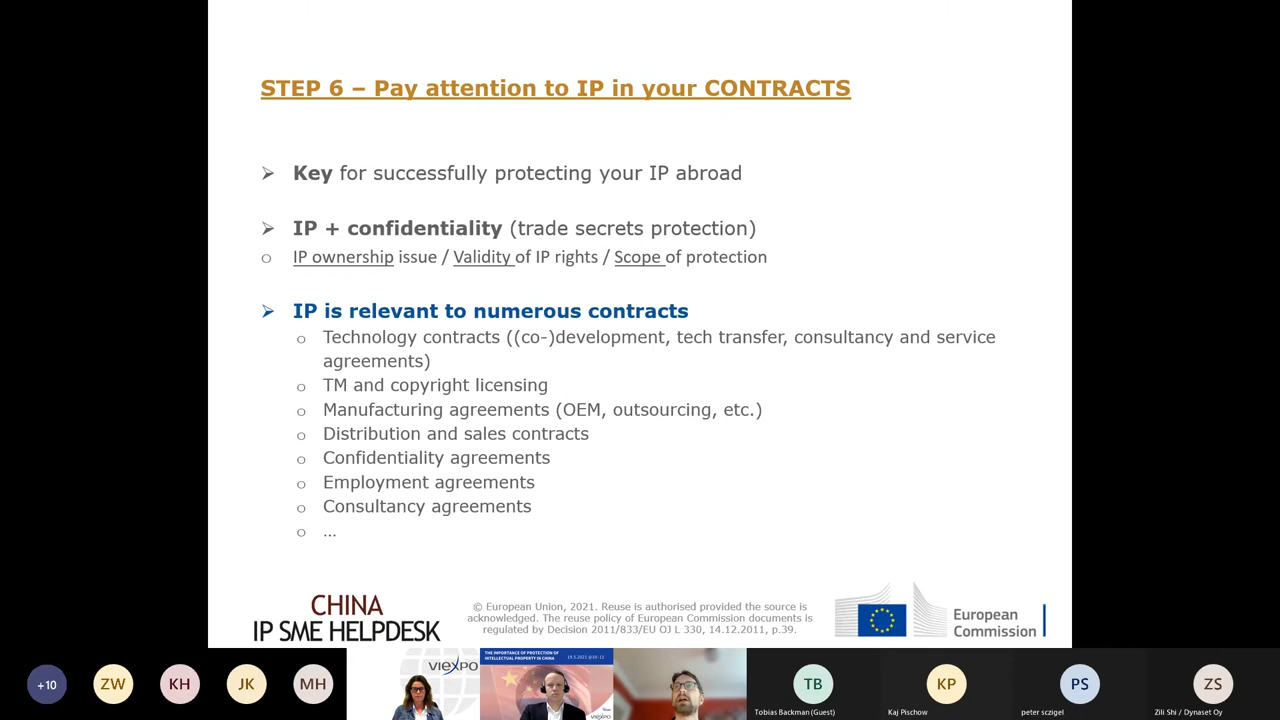 STEP 6 – Pay attention to IP in your CONTRACTS
Key for successfully protecting your IP abroad
IP + confidentiality (trade secrets protection)
IP ownership issue / Validity of IP rights / Scope of protection
IP is relevant to numerous contracts
Technology contracts ((co-)development, tech transfer, consultancy and service
agreements)
TM and copyright licensing
Manufacturing agreements (OEM, outsourcing, etc.)
Distribution and sales contracts
Confidentiality agreements
Employment agreements
Consultancy agreements
...
CHINA
IP SME HELPDESK
© European Union, 2021. Reuse is authorised provided the source is
acknowledged. The reuse policy of European Commission documents is
regulated by Decision 2011/833/EU OJ L 330, 14.12.2011, p.39.
European
Commission
+10
ZW
KH
JK
MH
VIEXPO
THE IMPORTANCE OF PROTECTION OF
INTELLECTUAL PROPERTY IN CHINA
VIEXPO
TB
Tobias Backman (Guest)
KP
Kaj Pischow
PS
peter sczigel
ZS
Zili Shi / Dynaset Oy